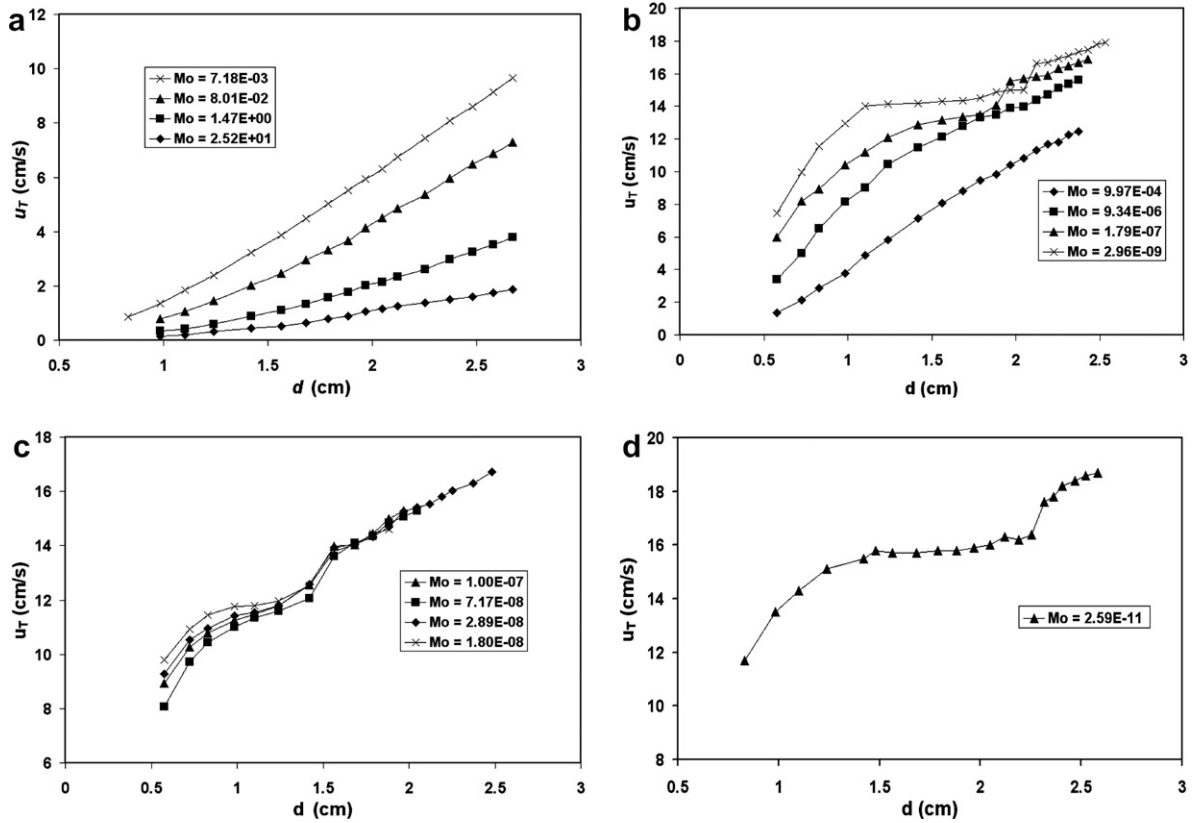 a
12
10
8
6
4
2
0
Mo = 7.18E-03
Mo = 8.01E-02
Mo = 1.47E+00
Mo = 2.52E+01
uT (cm/s)
0.5
1
1.5
2
2.5
3
d (cm)
b
20
18
16
14
12
10
8
6
4
2
0
Mo = 9.97E-04
Mo = 9.34E-06
Mo = 1.79E-07
Mo = 2.96E-09
uT (cm/s)
0
0.5
1
1.5
2
2.5
3
d (cm)
c
18
16
14
12
10
8
6
Mo = 1.00E-07
Mo = 7.17E-08
Mo = 2.89E-08
Mo = 1.80E-08
uT (cm/s)
0
0.5
1
1.5
2
2.5
3
d (cm)
d
20
18
16
14
12
10
8
Mo = 2.59E-11
uT (cm/s)
0.5
1
1.5
2
2.5
3
d (cm)